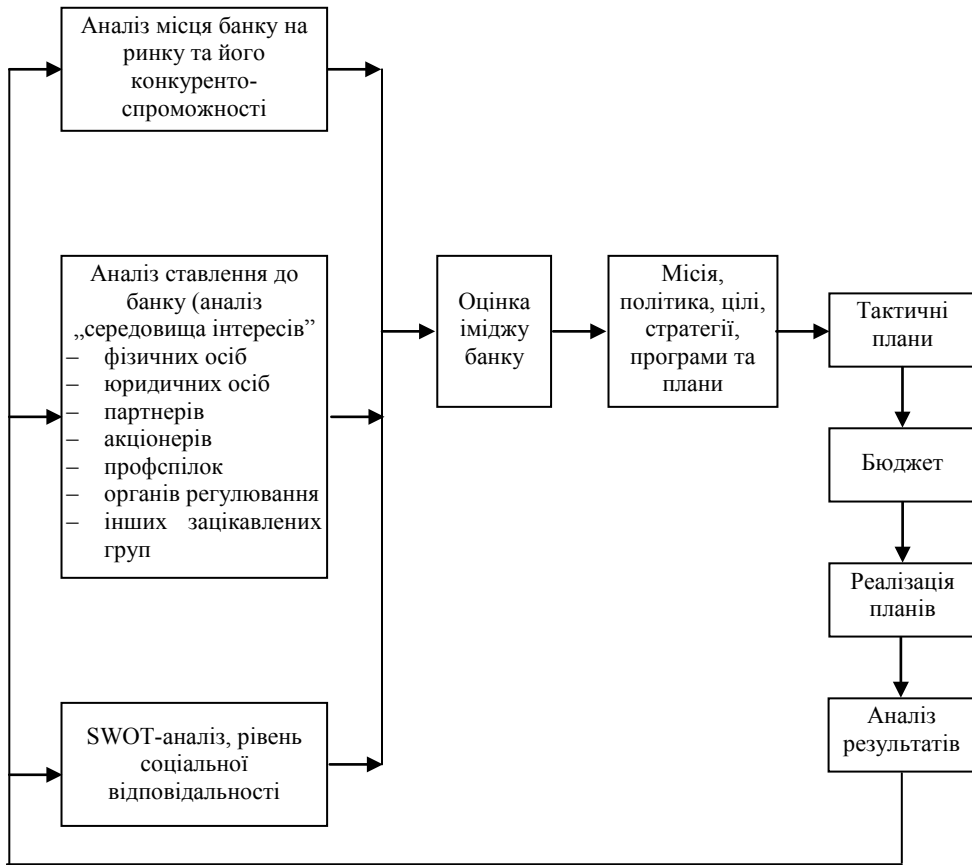 Аналіз місця банку на
ринку та його
конкуренто-
спроможності
Аналіз ставлення до
банку (аналіз
„середовища інтересів”
– фізичних осіб
– юридичних осіб
– партнерів
– акціонерів
– профспілок
– органів регулювання
– інших зацікавлених
груп
SWOT-аналіз, рівень
соціальної
відповідальності
Оцінка
іміджу
банку
Місія,
політика, цілі,
стратегії,
програми та
плани
Тактичні
плани
Бюджет
Реалізація
планів
Аналіз
результатів